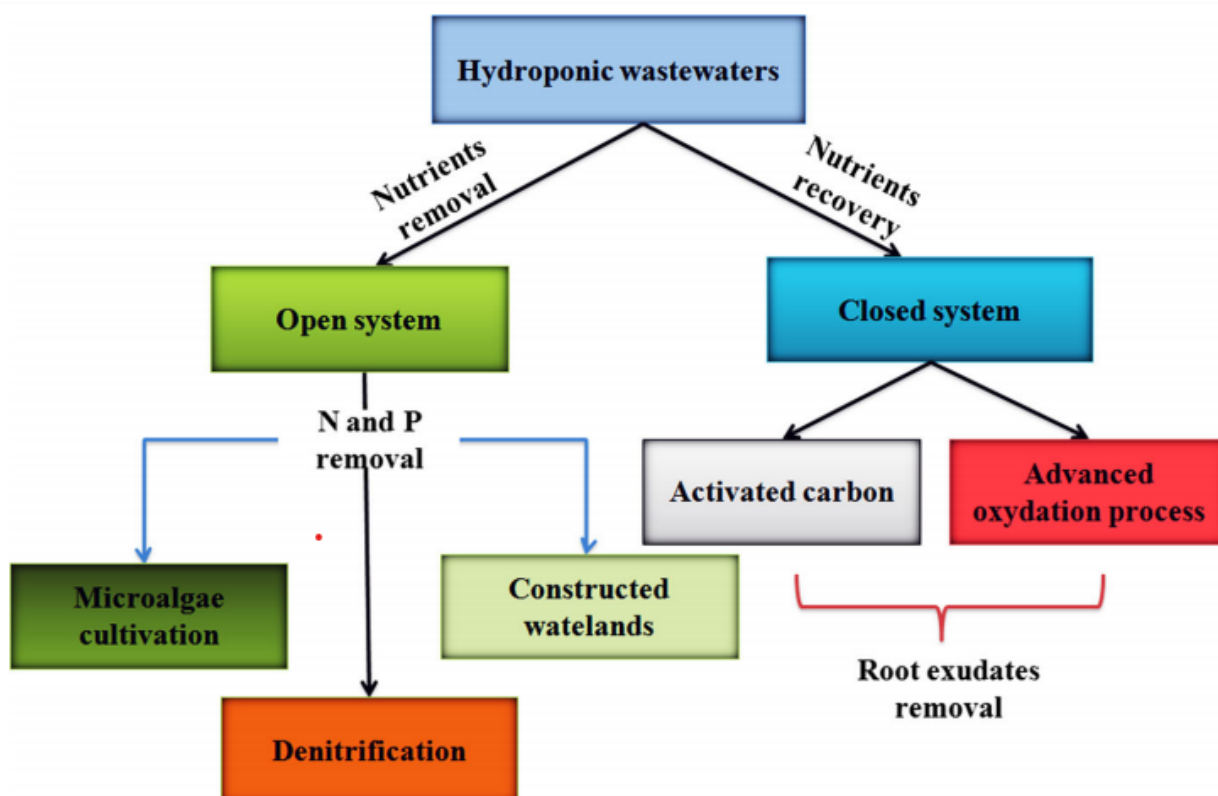 Hydroponic wastewaters
Nutrients
removal
Nutrients
recovery
Open system
Closed system
N and P
removal
Activated carbon
Advanced
oxydation process
Microalgae
cultivation
Constructed
watelands
Root exudates
removal
Denitrification